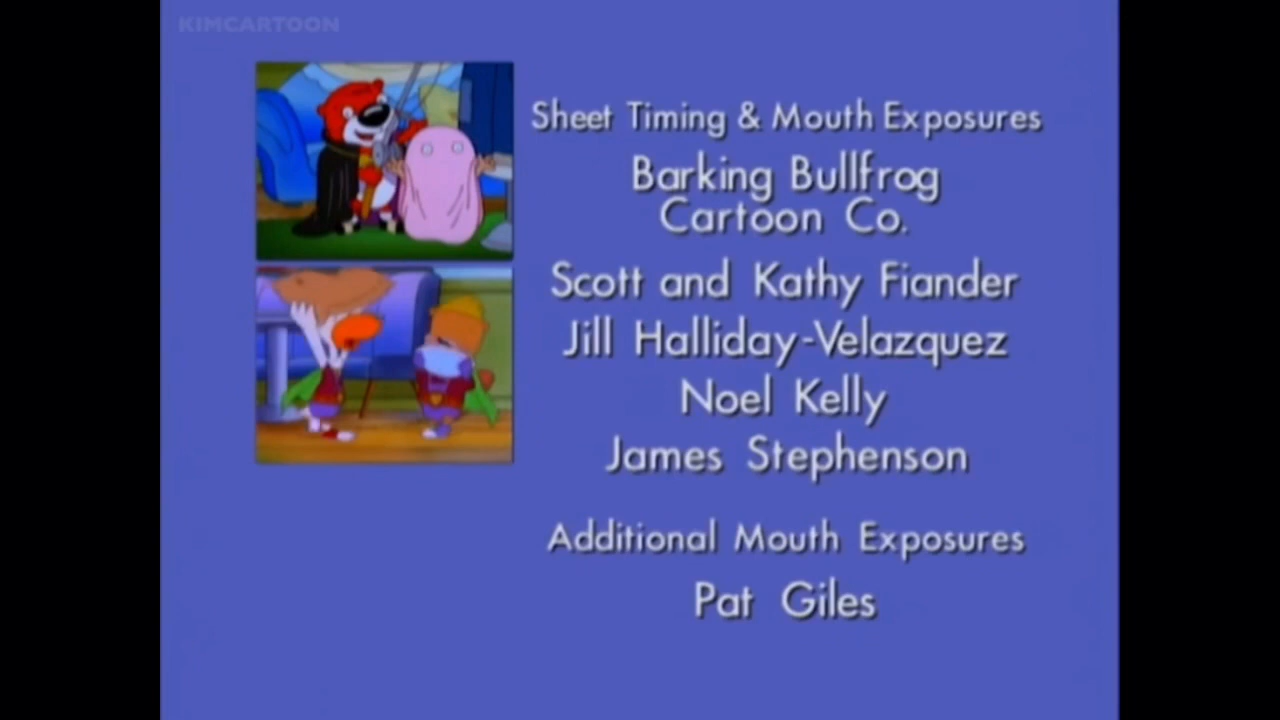 KIMCARTOON
Sheet Timing & Mouth Exposures
Barking Bullfrog
Cartoon Co.
Scott and Kathy Fiander
Jill Halliday-Velazquez
Noel Kelly
James Stephenson
Additional Mouth Exposures
Pat Giles